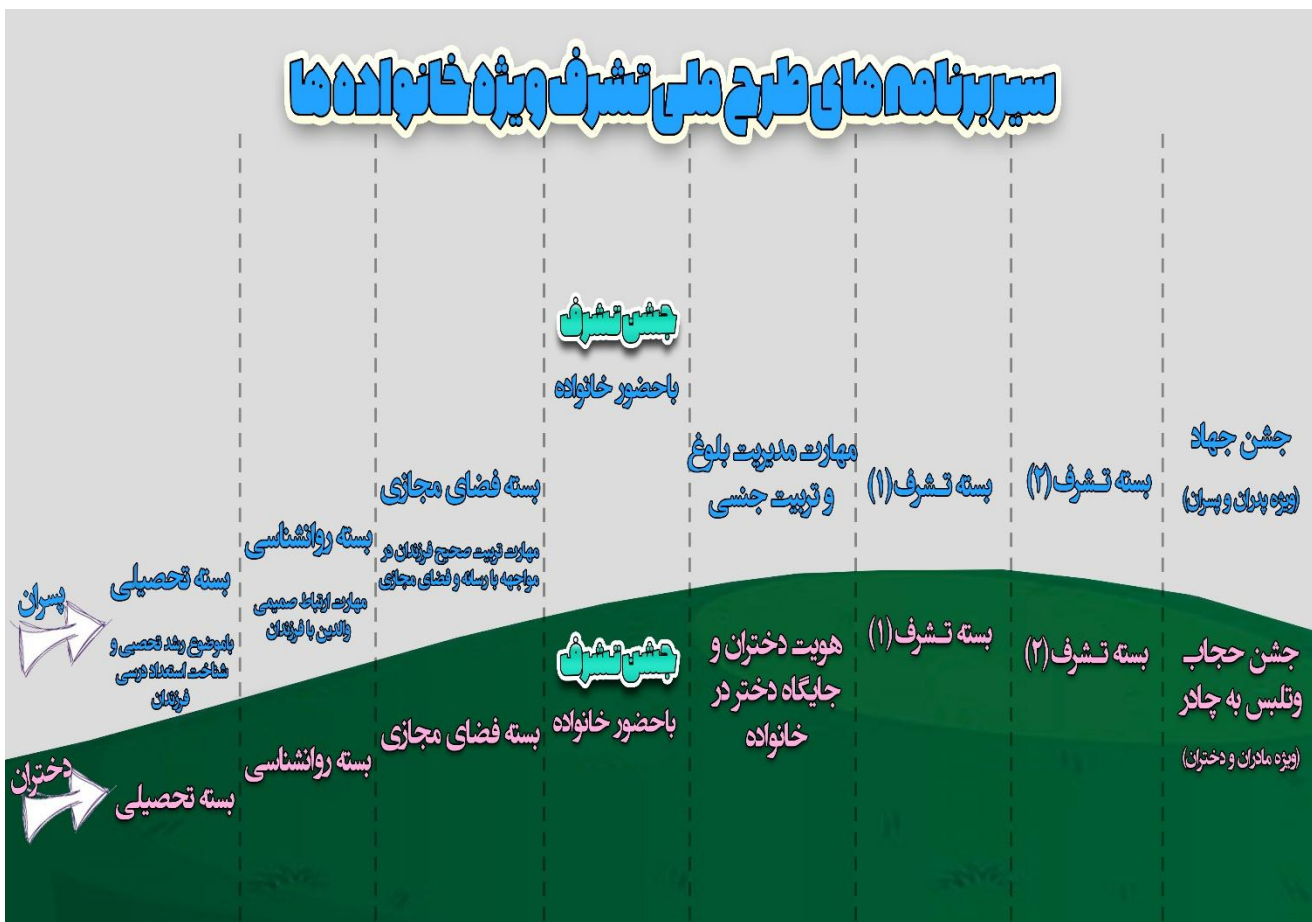 سیر برنامه های طرح ملی تشرف ویژه خانواده ها
پسران
بسته تحصیلی
باموضوع رشد تحصیی و
شناخت استعداد درسی
فرزندان
بسته روانشناسی
مهارت ارتباط صمیمی
والدین با فرزندان
بسته فضای مجازی
مهارت تربیت صحیح فرزندان در
مواجهه با رسانه و فضای مجازی
جشن تشرف
باحضور خانواده
مهارت مدیریت بلوغ
و تربیت جنسی
بسته تشرف (۱)
بسته تشرف (۲)
جشن جهاد
(ویژه پدران و پسران)
دختران
بسته تحصیلی
بسته روانشناسی
بسته فضای مجازی
جشن تشرف
باحضور خانواده
هویت دختران و
جایگاه دختر در
خانواده
بسته تشرف (۱)
بسته تشرف (۲)
جشن حجاب
وتلبس به چادر
(ویژه مادران و دختران)